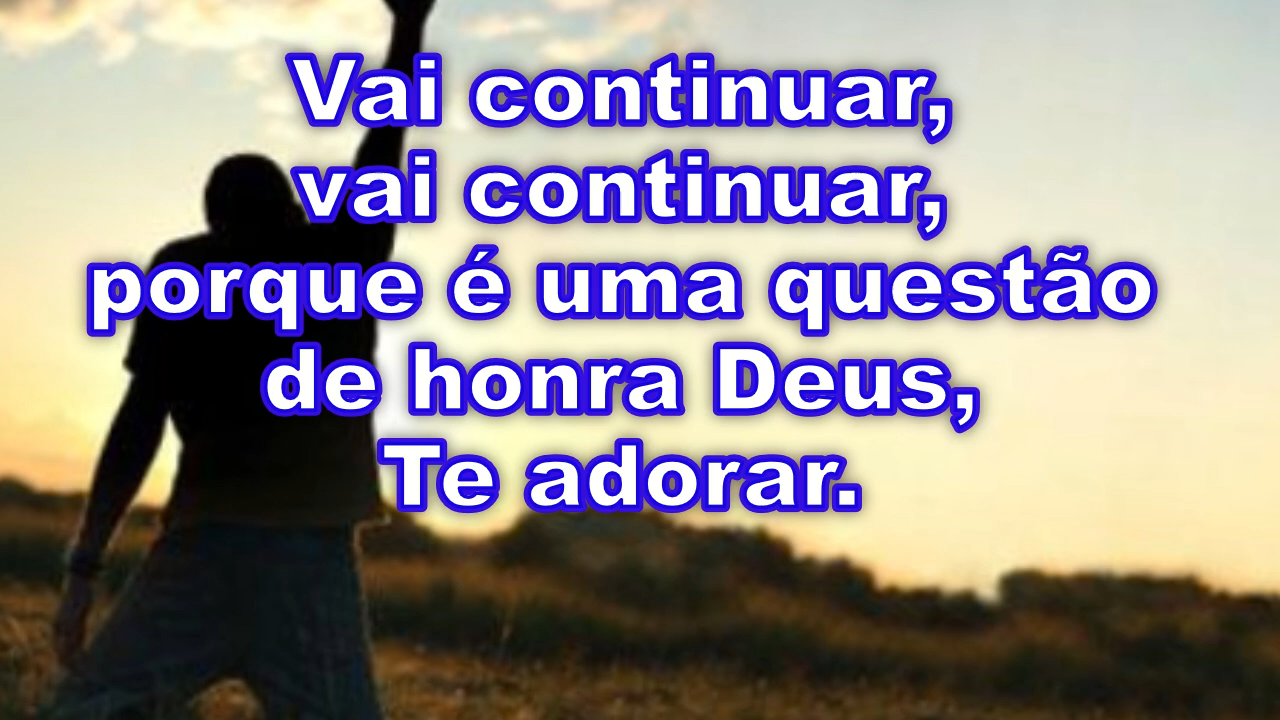 Vai continuar,
vai continuar,
porque é uma questão
de honra Deus,
Te adorar.